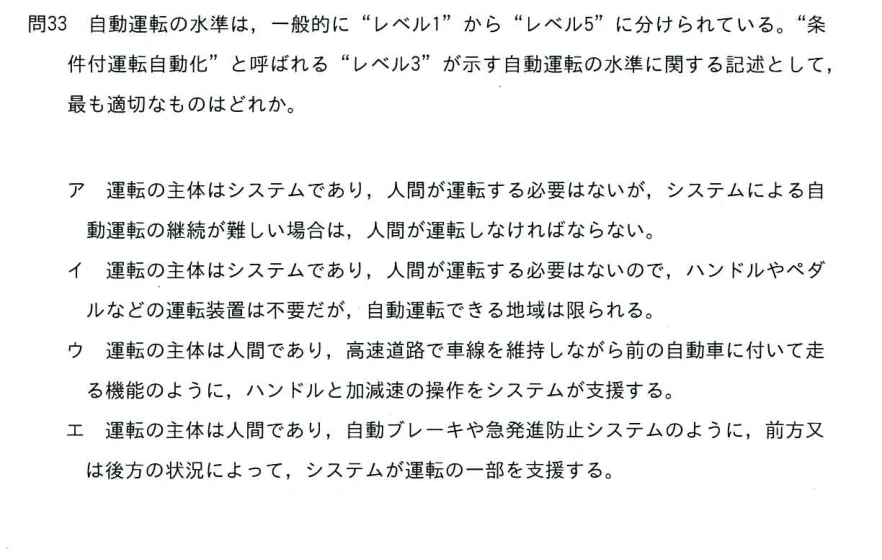 問33　自動運転の水準は，一般的に“レベル1”から“レベル5”に分けられている。“条
件付運転自動化”と呼ばれる“レベル3”が示す自動運転の水準に関する記述として，
最も適切なものはどれか。
ア　運転の主体はシステムであり，人間が運転する必要はないが，システムによる自
動運転の継続が難しい場合は，人間が運転しなければならない。
イ　運転の主体はシステムであり，人間が運転する必要はないので，ハンドルやペダ
ルなどの運転装置は不要だが，自動運転できる地域は限られる。
ウ　運転の主体は人間であり，高速道路で車線を維持しながら前の自動車に付いて走
る機能のように，ハンドルと加減速の操作をシステムが支援する。
エ　運転の主体は人間であり，自動ブレーキや急発進防止システムのように，前方又
は後方の状況によって，システムが運転の一部を支援する。